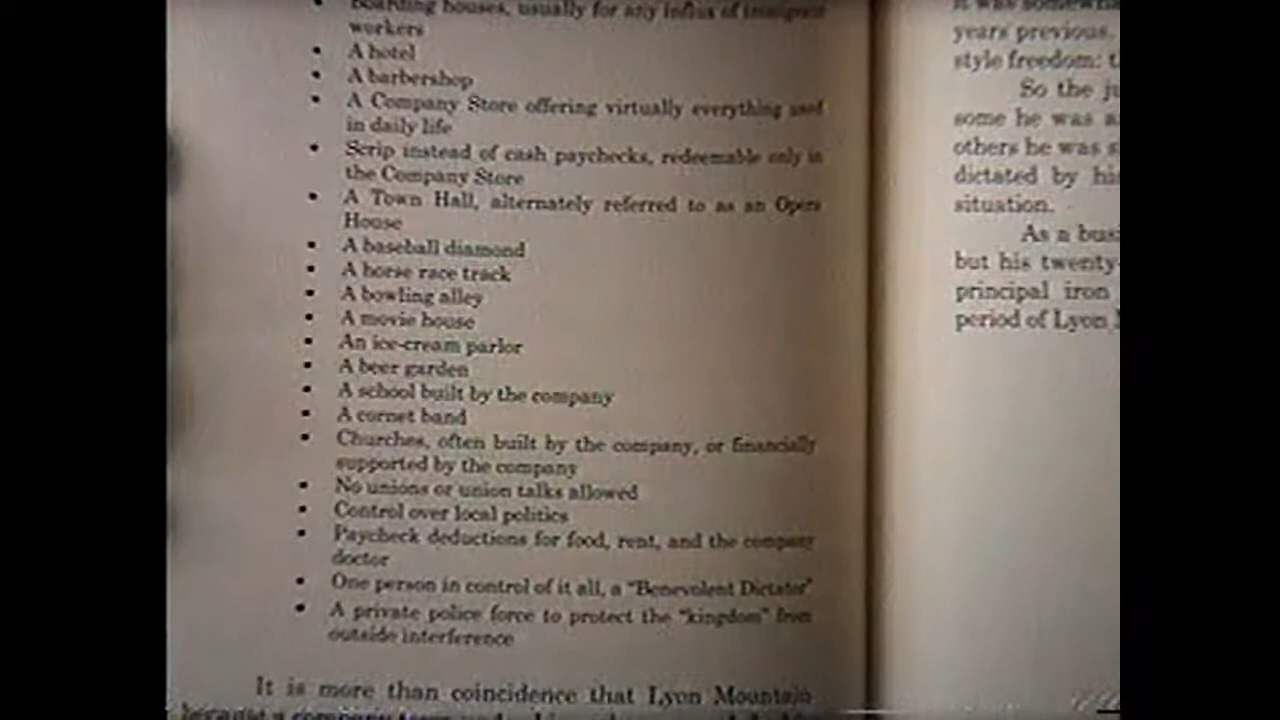 • Boarding houses, usually for any influx of immigrant
workers
• A hotel
• A barbershop
• A Company Store offering virtually everything used
in daily life
• Scrip instead of cash paychecks, redeemable only in
the Company Store
• A Town Hall, alternately referred to as an Opera
House
• A baseball diamond
• A horse race track
• A bowling alley
• A movie house
• An ice-cream parlor
• A beer garden
• A school built by the company
• A cornet band
• Churches, often built by the company, or financially
supported by the company
• No unions or union talks allowed
• Control over local politics
• Paycheck deductions for food, rent, and the company
doctor
• One person in control of it all, a "Benevolent Dictator"
• A private police force to protect the "kingdom" from
outside interference
It is more than coincidence that Lyon Mountain
because a company town
it was
years previous.
style freedom:
So the
some he was
others he was
dictated by
situation.
As a
but his twenty-
principal iron
period of Lyon